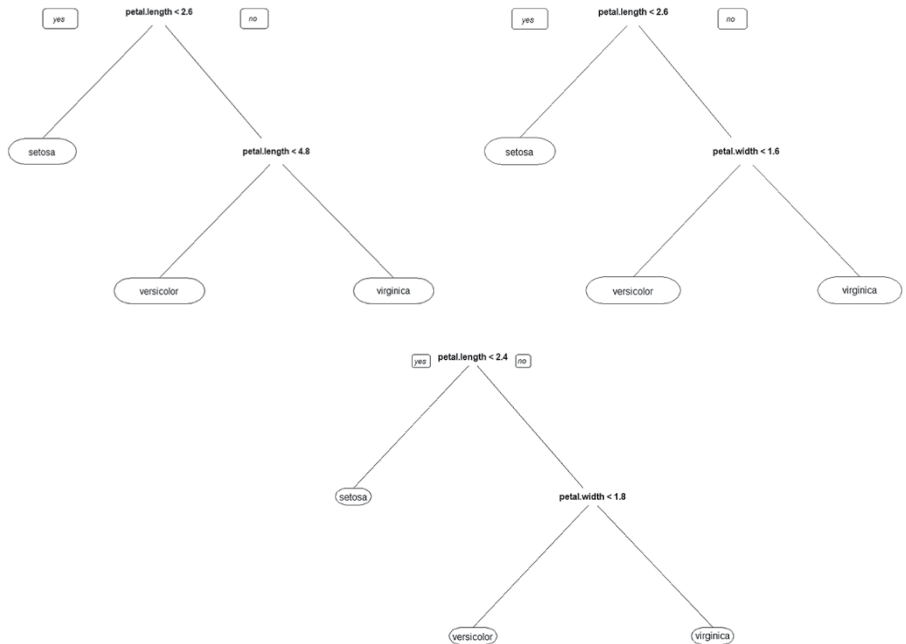 yes
petal.length < 2.6
no
setosa
petal.length < 4.8
versicolor
virginica
yes
petal.length < 2.6
no
setosa
petal.width < 1.6
versicolor
virginica
yes
petal.length < 2.4
no
setosa
petal.width < 1.8
versicolor
virginica